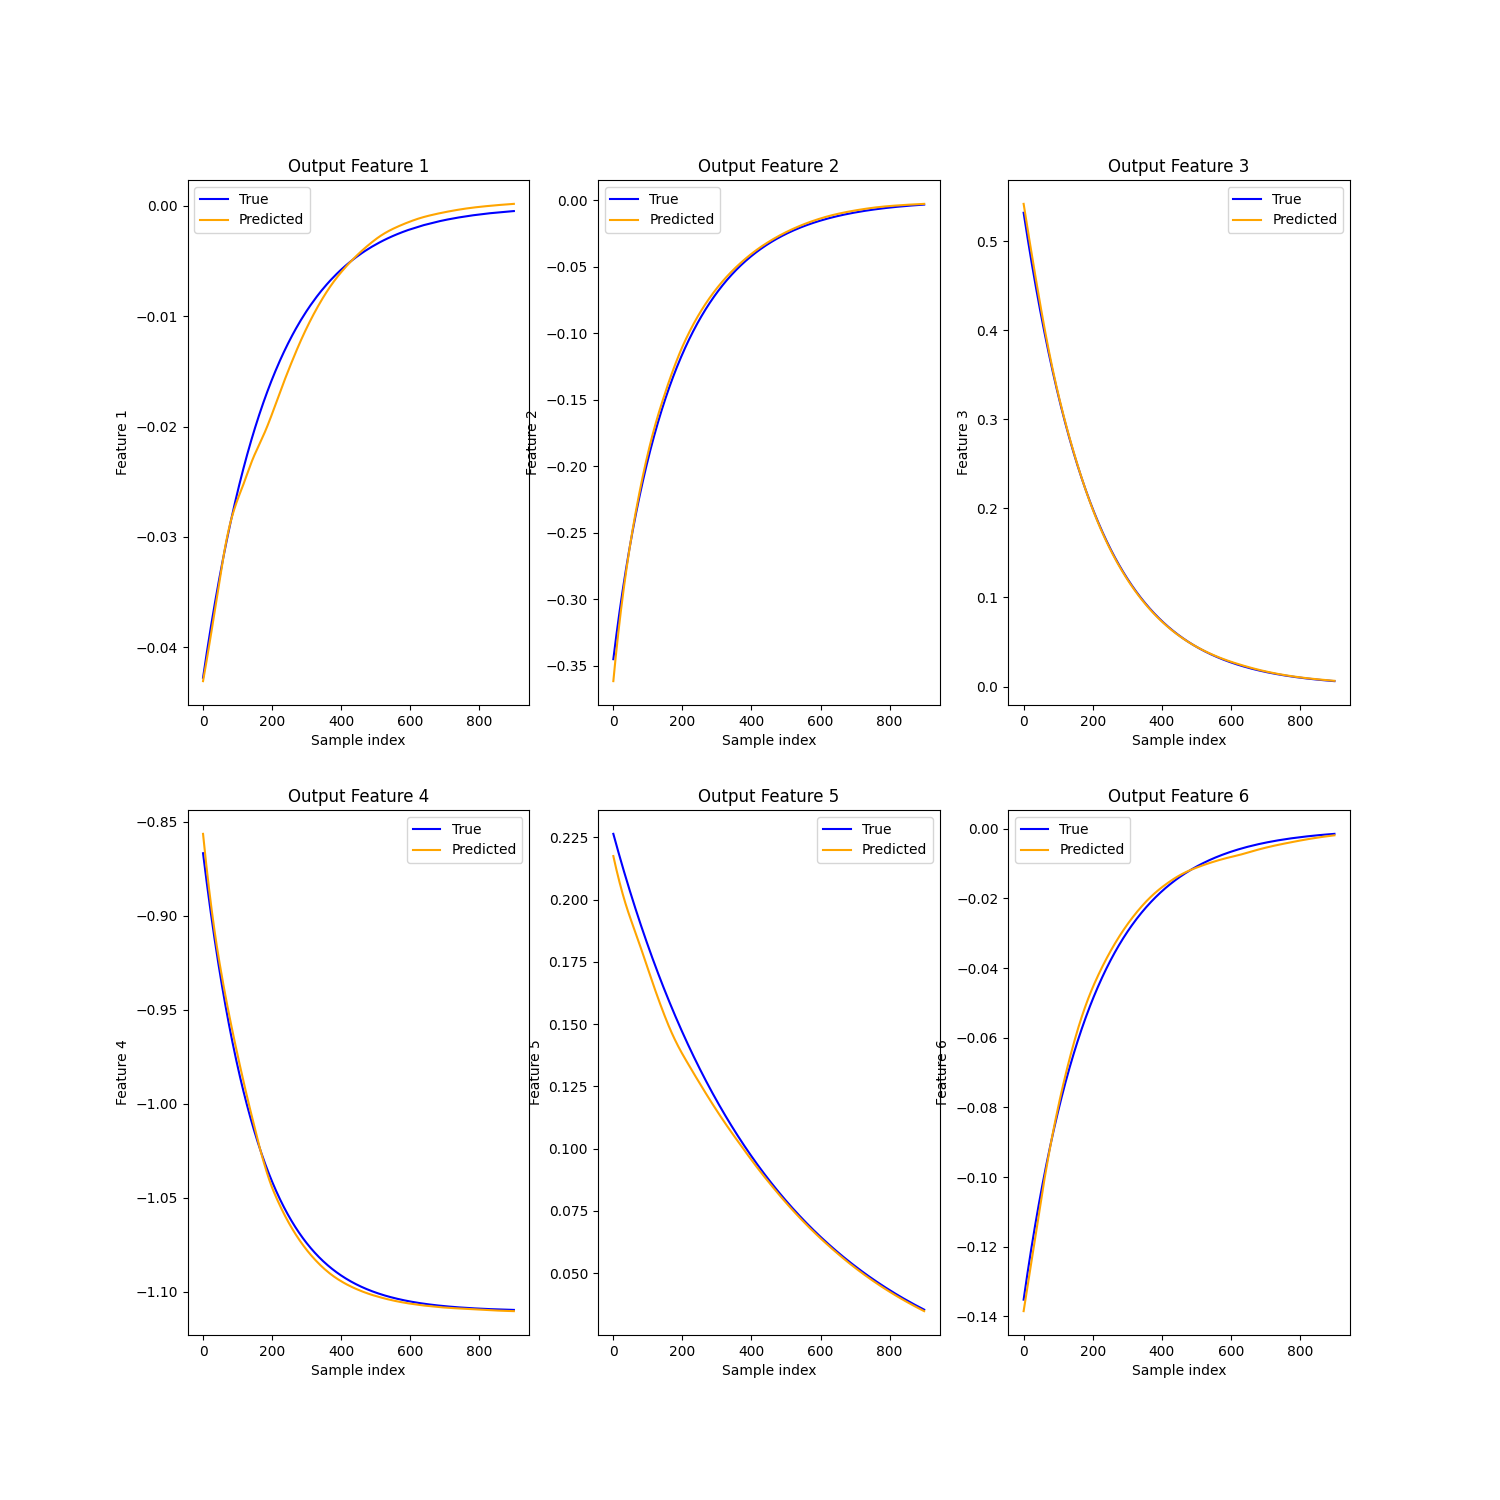 Output Feature 1
True
Predicted
0.00
−0.01
−0.02
−0.03
−0.04
Feature 1
0 200 400 600 800
Sample index
Output Feature 2
True
Predicted
0.00
−0.05
−0.10
−0.15
−0.20
−0.25
−0.30
−0.35
Feature 2
0 200 400 600 800
Sample index
Output Feature 3
True
Predicted
0.5
0.4
0.3
0.2
0.1
0.0
Feature 3
0 200 400 600 800
Sample index
Output Feature 4
True
Predicted
−0.85
−0.90
−0.95
−1.00
−1.05
−1.10
Feature 4
0 200 400 600 800
Sample index
Output Feature 5
True
Predicted
0.225
0.200
0.175
0.150
0.125
0.100
0.075
0.050
Feature 5
0 200 400 600 800
Sample index
Output Feature 6
True
Predicted
0.00
−0.02
−0.04
−0.06
−0.08
−0.10
−0.12
−0.14
Feature 6
0 200 400 600 800
Sample index